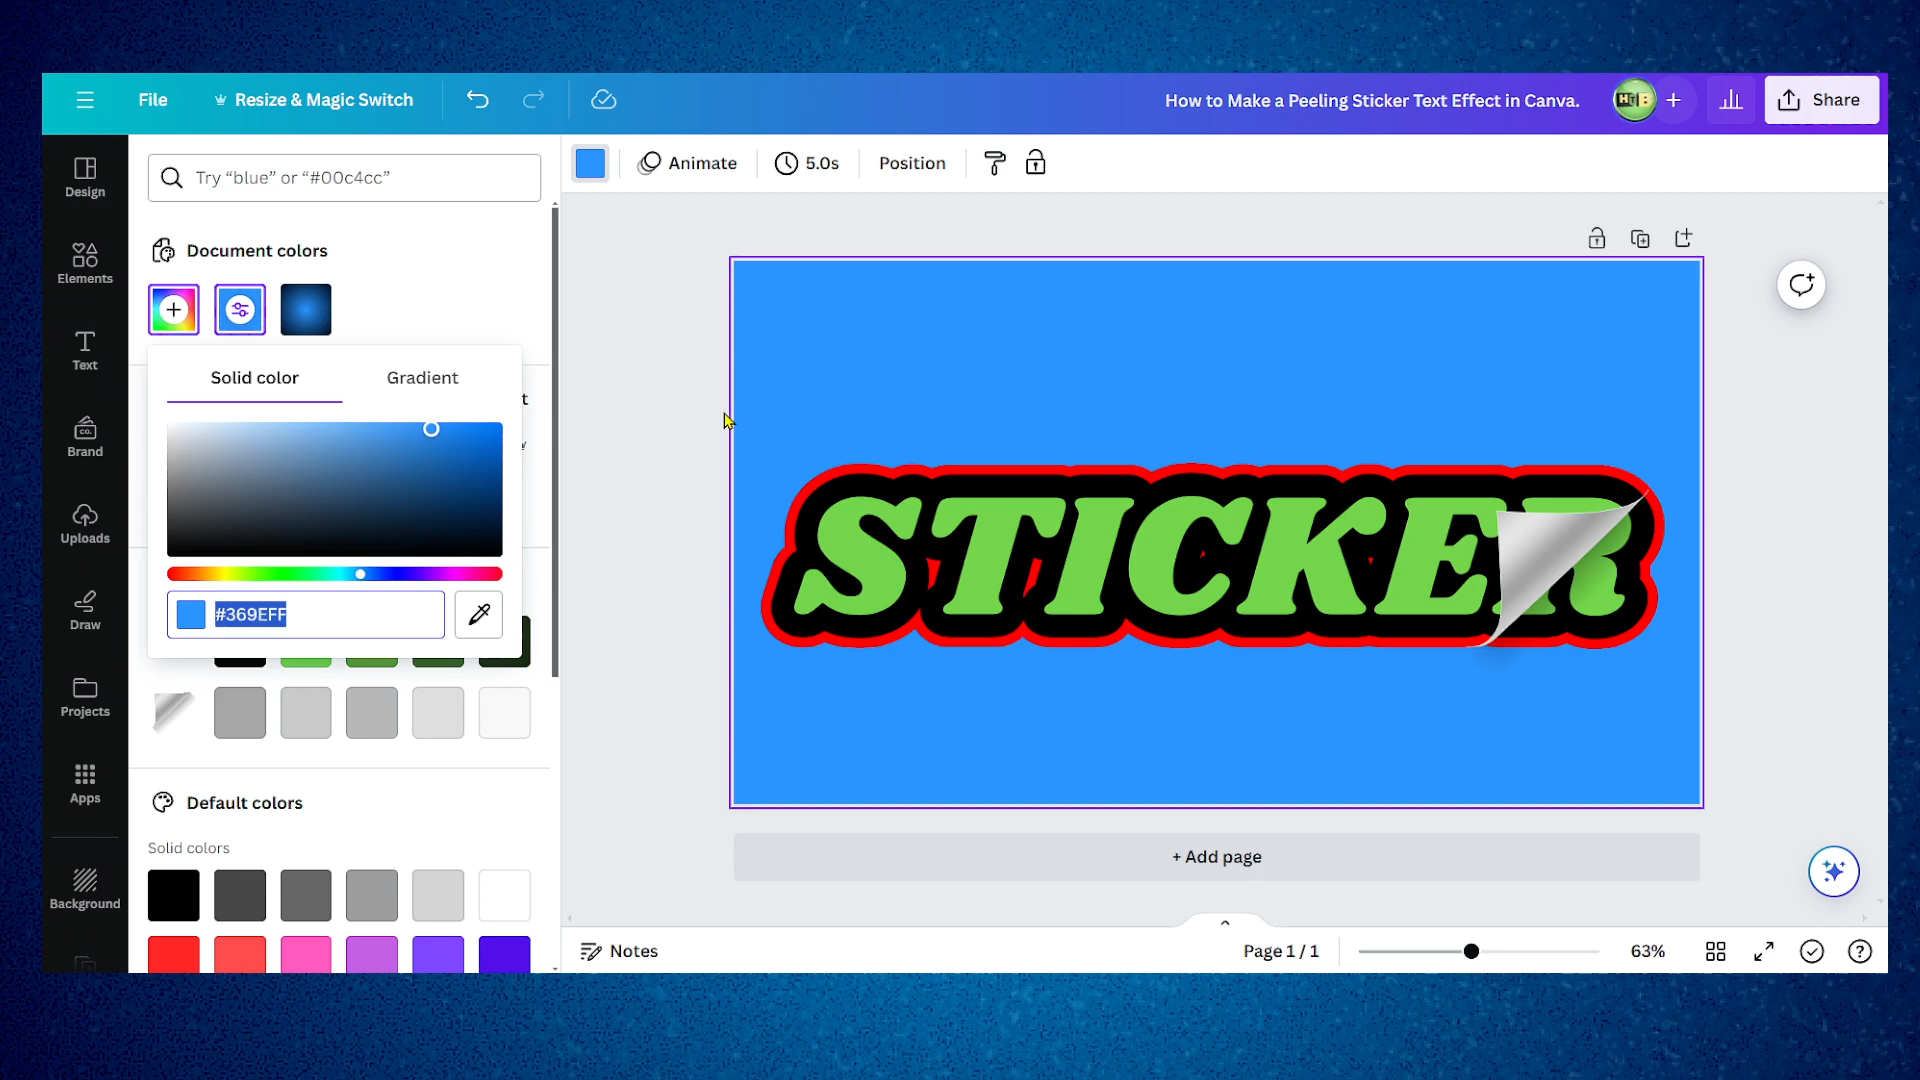 File
Resize & Magic Switch
How to Make a Peeling Sticker Text Effect in Canva.
Share
Design
Elements
Text
Brand
Uploads
Draw
Projects
Apps
Background
Try “blue” or “#00c4cc”
Document colors
Solid color
Gradient
#369EFF
Default colors
Solid colors
Animate
5.0s
Position
STICKER
+ Add page
Notes
Page 1 / 1
63%